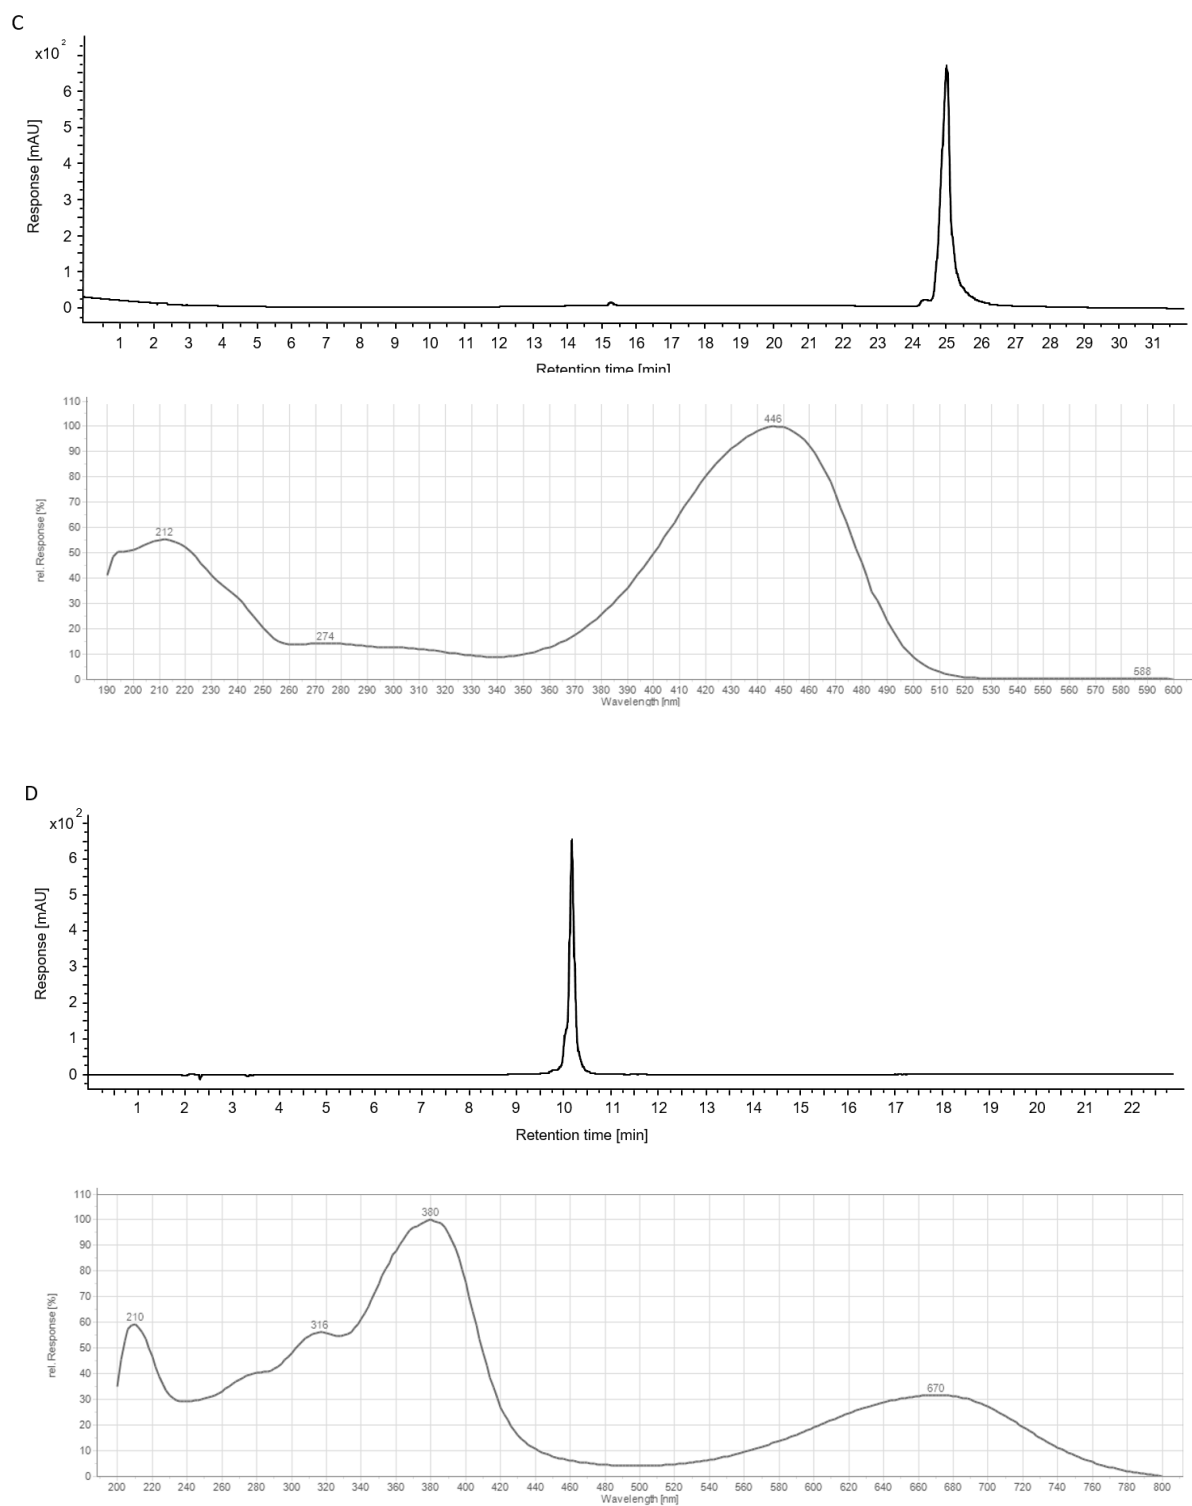 C
x10 2
6
5
4
3
2
1
0
Response [mAU]
1 2 3 4 5 6 7 8 9 10 11 12 13 14 15 16 17 18 19 20 21 22 23 24 25 26 27 28 29 30 31
Retention time [min]
110
100
90
80
70
60
50
40
30
20
10
0
rel. Response [%]
212
274
446
588
190 200 210 220 230 240 250 260 270 280 290 300 310 320 330 340 350 360 370 380 390 400 410 420 430 440 450 460 470 480 490 500 510 520 530 540 550 560 570 580 590 600
Wavelength [nm]
D
x10 2
6
5
4
3
2
1
0
Response [mAU]
1 2 3 4 5 6 7 8 9 10 11 12 13 14 15 16 17 18 19 20 21 22
Retention time [min]
110
100
90
80
70
60
50
40
30
20
10
0
rel. Response [%]
210
316
380
670
200 220 240 260 280 300 320 340 360 380 400 420 440 460 480 500 520 540 560 580 600 620 640 660 680 700 720 740 760 780 800
Wavelength [nm]